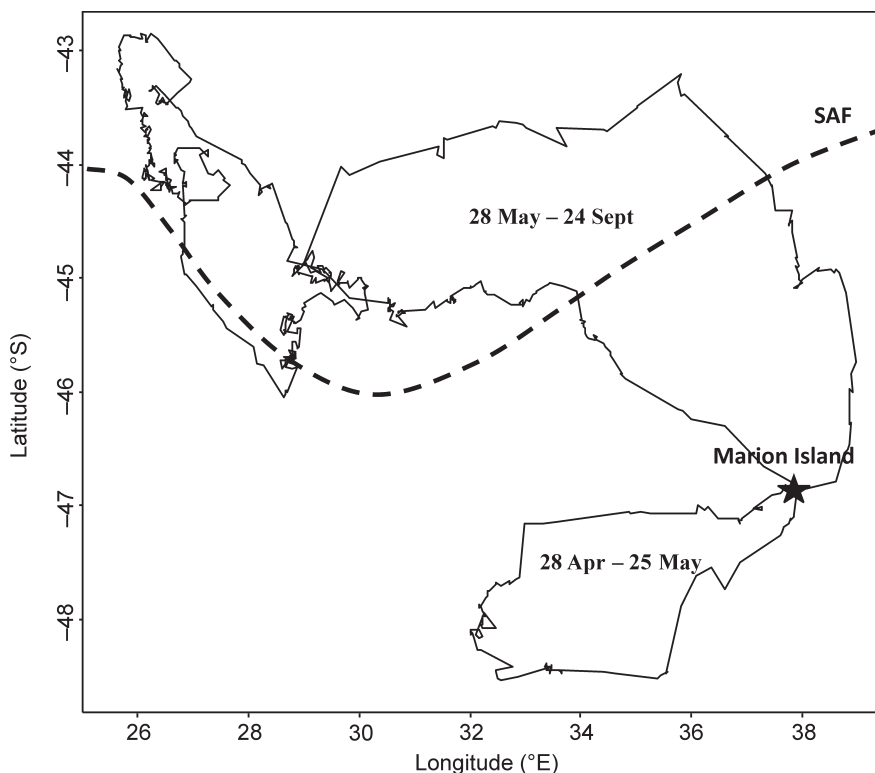 −43
−44
−45
−46
−47
−48
Latitude (°S)
SAF
28 May – 24 Sept
Marion Island
28 Apr – 25 May
26 28 30 32 34 36 38
Longitude (°E)